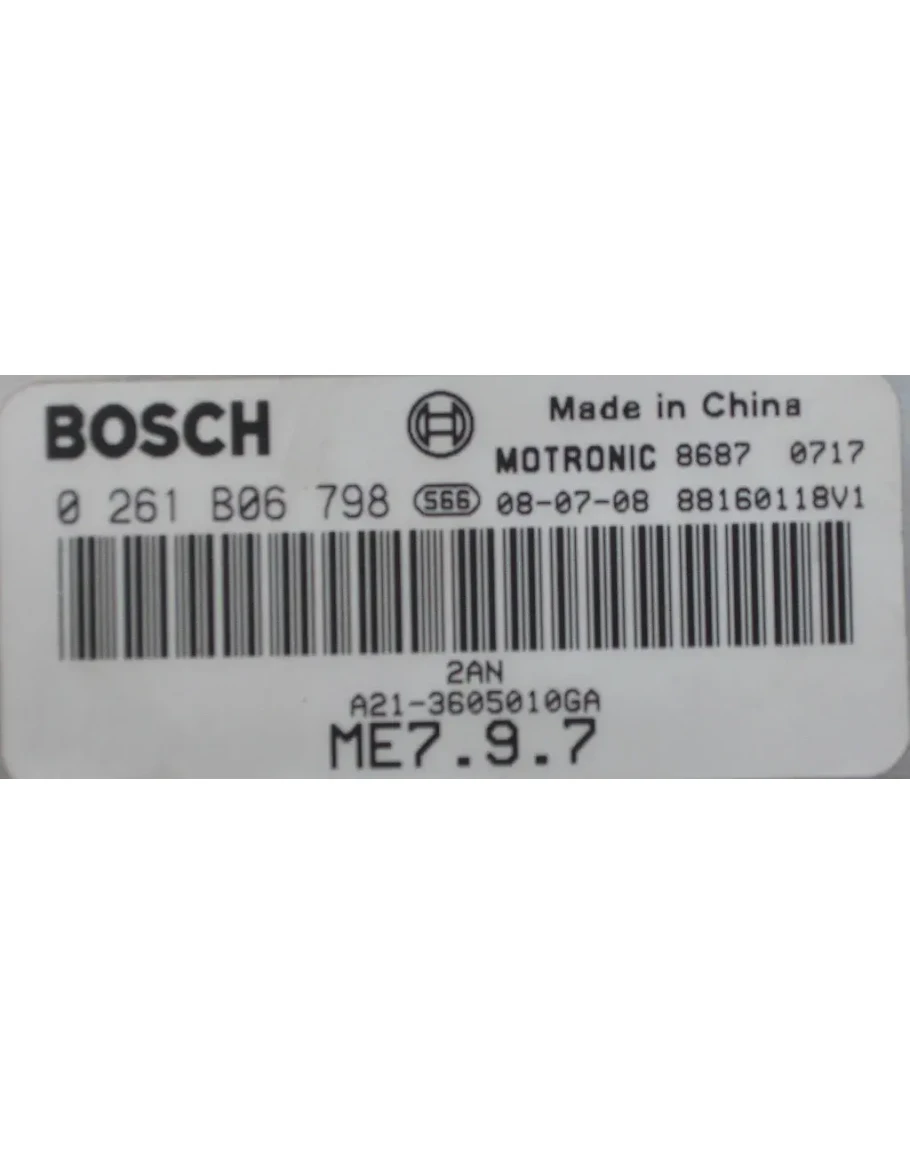 BOSCH
Made in China
MOTRONIC 8687 0717
0 261 B06 798 S66 08-07-08 88160118V1
2AN
A21-3605010GA
ME7.9.7